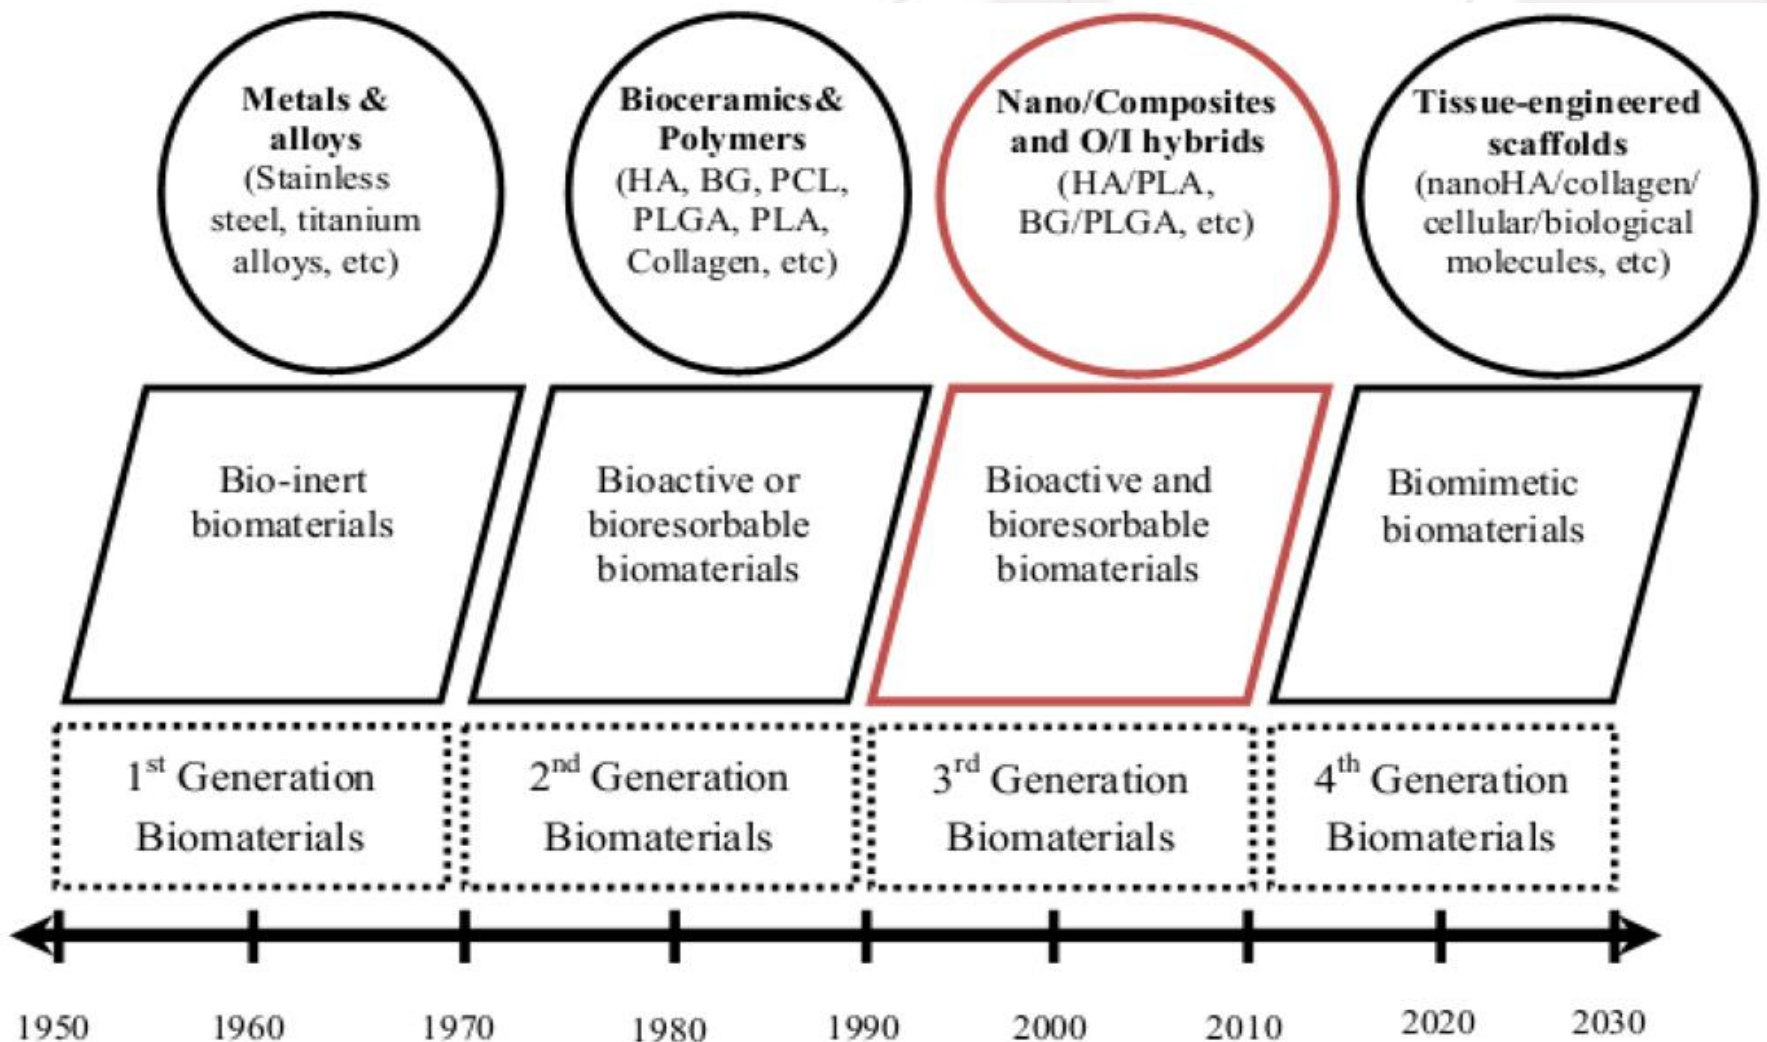 Metals &
alloys
(Stainless
steel, titanium
alloys, etc)
Bioceramics&
Polymers
(HA, BG, PCL,
PLGA, PLA,
Collagen, etc)
Nano/Composites
and O/I hybrids
(HA/PLA,
BG/PLGA, etc)
Tissue-engineered
scaffolds
(nanoHA/collagen/
cellular/biological
molecules, etc)
Bio-inert
biomaterials
Bioactive or
bioresorbable
biomaterials
Bioactive and
bioresorbable
biomaterials
Biomimetic
biomaterials
1st Generation
Biomaterials
2nd Generation
Biomaterials
3rd Generation
Biomaterials
4th Generation
Biomaterials
1950 1960 1970 1980 1990 2000 2010 2020 2030